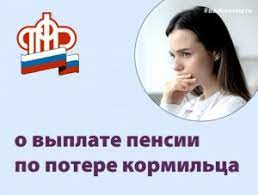 о выплате пенсии
по потере кормильца